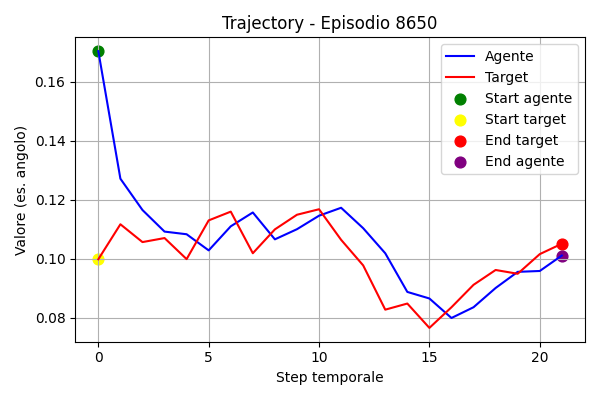 Trajectory - Episodio 8650
Valore (es. angolo)
0.16
0.14
0.12
0.10
0.08
Agente
Target
Start agente
Start target
End target
End agente
0
5
10
15
20
Step temporale